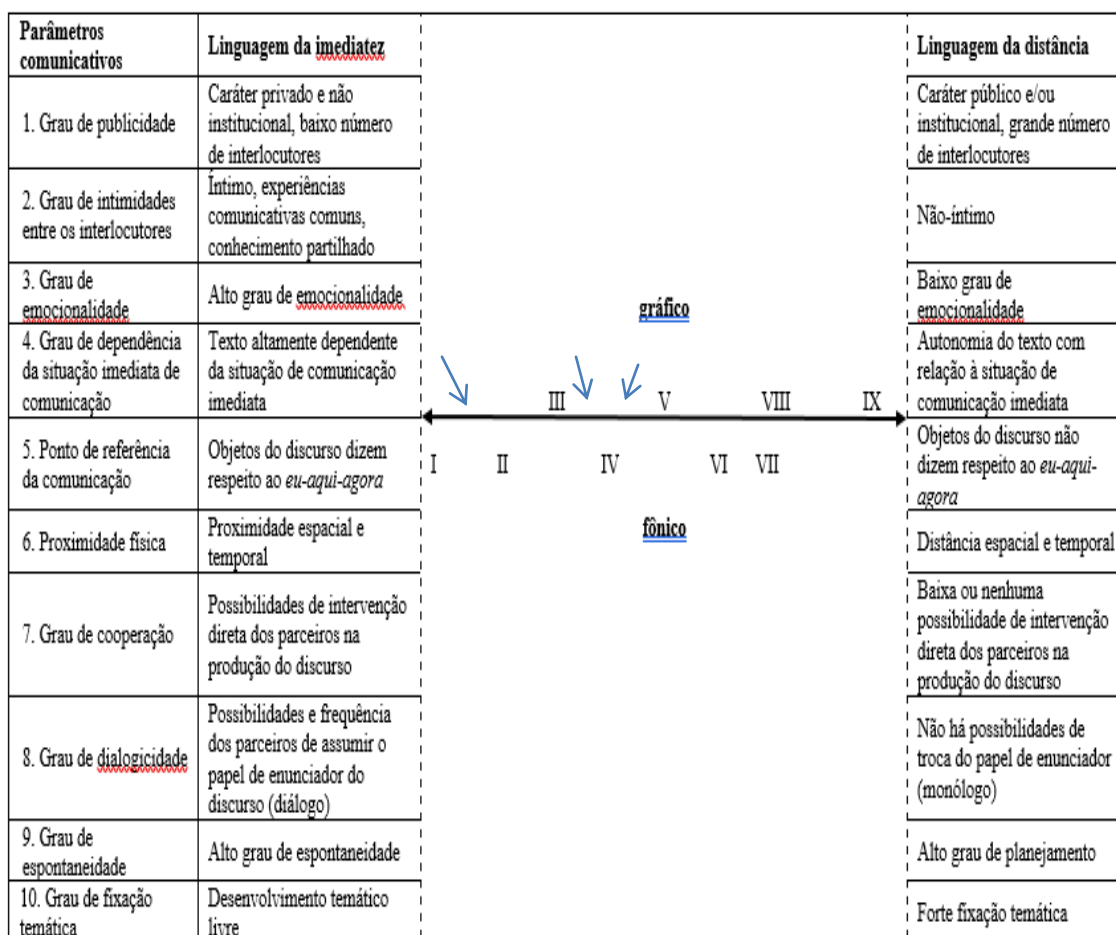 Parâmetros
comunicativos
Linguagem da imediatez
Linguagem da distância
1. Grau de publicidade
Caráter privado e não
institucional, baixo número
de interlocutores
Caráter público e/ou
institucional, grande número
de interlocutores
2. Grau de intimidades
entre os interlocutores
Íntimo, experiências
comunicativas comuns,
conhecimento partilhado
Não-íntimo
3. Grau de
emocionalidade
Alto grau de emocionalidade
gráfico
Baixo grau de
emocionalidade
4. Grau de dependência
da situação imediata de
comunicação
Texto altamente dependente
da situação de comunicação
imediata
III V VIII IX
Autonomia do texto com
relação à situação de
comunicação imediata
5. Ponto de referência
da comunicação
Objetos do discurso dizem
respeito ao eu-aqui-agora
I II IV VI VII
Objetos do discurso não
dizem respeito ao eu-aqui-
agora
6. Proximidade física
Proximidade espacial e
temporal
fônico
Distância espacial e temporal
7. Grau de cooperação
Possibilidades de intervenção
direta dos parceiros na
produção do discurso
Baixa ou nenhuma
possibilidade de intervenção
direta dos parceiros na
produção do discurso
8. Grau de dialogicidade
Possibilidades e frequência
dos parceiros de assumir o
papel de enunciador do
discurso (diálogo)
Não há possibilidades de
troca do papel de enunciador
(monólogo)
9. Grau de
espontaneidade
Alto grau de espontaneidade
Alto grau de planejamento
10. Grau de fixação
temática
Desenvolvimento temático
livre
Forte fixação temática